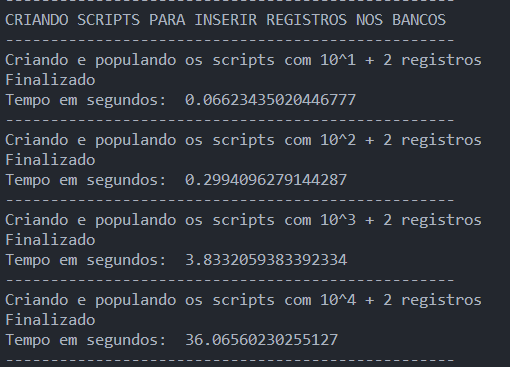 --------------------------------------------------
CRIANDO SCRIPTS PARA INSERIR REGISTROS NOS BANCOS
--------------------------------------------------
Criando e populando os scripts com 10^1 + 2 registros
Finalizado
Tempo em segundos:  0.06623435020446777
--------------------------------------------------
Criando e populando os scripts com 10^2 + 2 registros
Finalizado
Tempo em segundos:  0.2994096279144287
--------------------------------------------------
Criando e populando os scripts com 10^3 + 2 registros
Finalizado
Tempo em segundos:  3.8332059383392334
--------------------------------------------------
Criando e populando os scripts com 10^4 + 2 registros
Finalizado
Tempo em segundos:  36.06560230255127
--------------------------------------------------